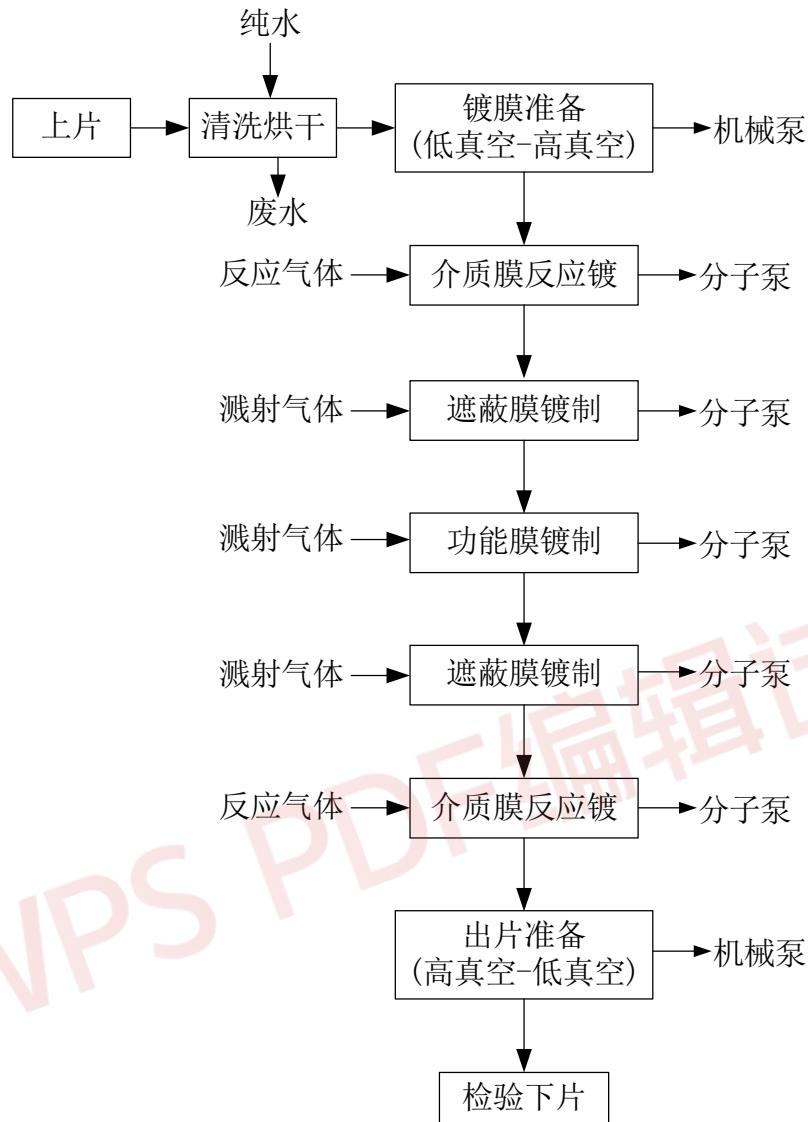 纯水
上片
清洗烘干
镀膜准备
(低真空-高真空)
机械泵
废水
反应气体
介质膜反应镀
分子泵
溅射气体
遮蔽膜镀制
分子泵
溅射气体
功能膜镀制
分子泵
溅射气体
遮蔽膜镀制
分子泵
反应气体
介质膜反应镀
分子泵
出片准备
(高真空-低真空)
机械泵
检验下片
WPS PDF编辑试